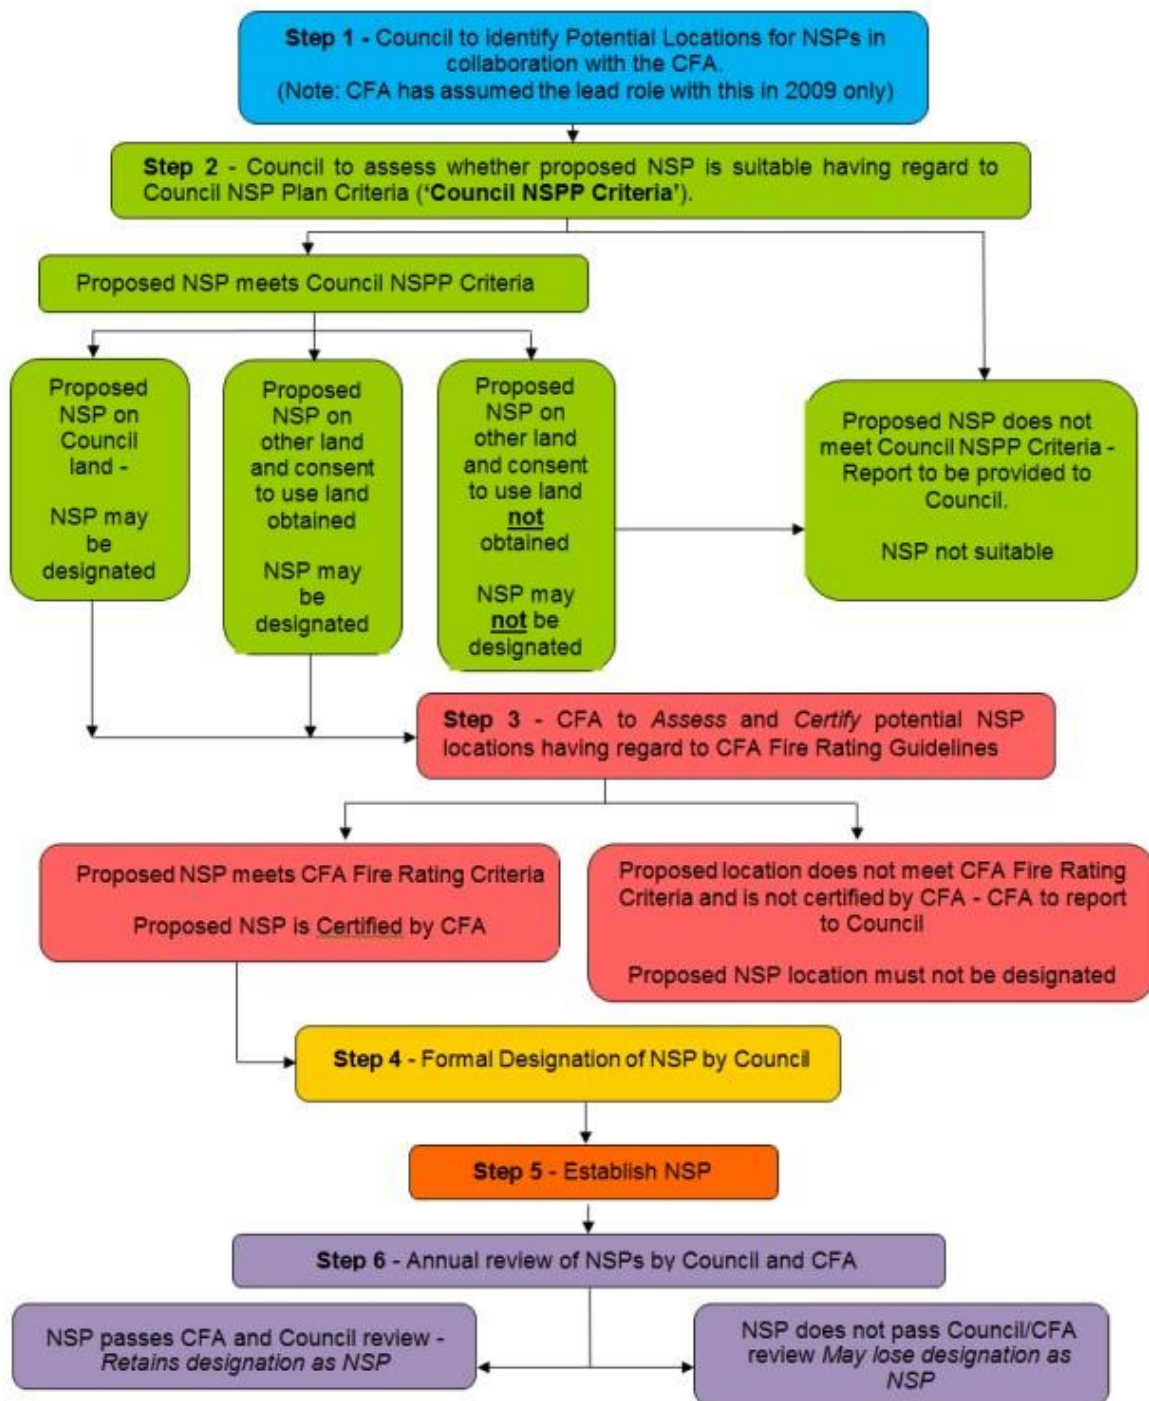 Step 1 - Council to identify Potential Locations for NSPs in
collaboration with the CFA.
(Note: CFA has assumed the lead role with this in 2009 only)
Step 2 - Council to assess whether proposed NSP is suitable having regard to
Council NSP Plan Criteria (‘Council NSPP Criteria’).
Proposed NSP meets Council NSPP Criteria
Proposed
NSP on
Council
land -
NSP may
be
designated
Proposed
NSP on
other land
and consent
to use land
obtained
NSP may
be
designated
Proposed
NSP on
other land
and consent
to use land
not
obtained
NSP may
not be
designated
Proposed NSP does not
meet Council NSPP Criteria -
Report to be provided to
Council.
NSP not suitable
Step 3 - CFA to Assess and Certify potential NSP
locations having regard to CFA Fire Rating Guidelines
Proposed NSP meets CFA Fire Rating Criteria
Proposed NSP is Certified by CFA
Proposed location does not meet CFA Fire Rating
Criteria and is not certified by CFA - CFA to report
to Council
Proposed NSP location must not be designated
Step 4 - Formal Designation of NSP by Council
Step 5 - Establish NSP
Step 6 - Annual review of NSPs by Council and CFA
NSP passes CFA and Council review -
Retains designation as NSP
NSP does not pass Council/CFA
review May lose designation as
NSP